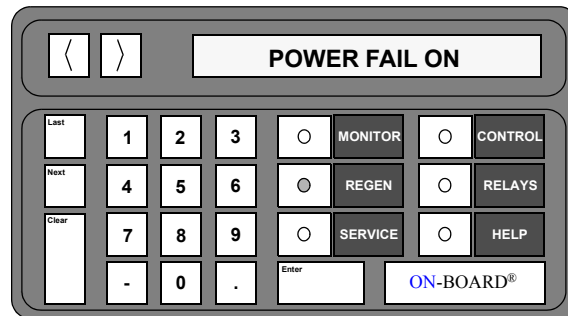 〈 〉 POWER FAIL ON
Last 1 2 3 MONITOR CONTROL
Next 4 5 6 REGEN RELAYS
Clear 7 8 9 SERVICE HELP
- 0 . Enter ON-BOARD®